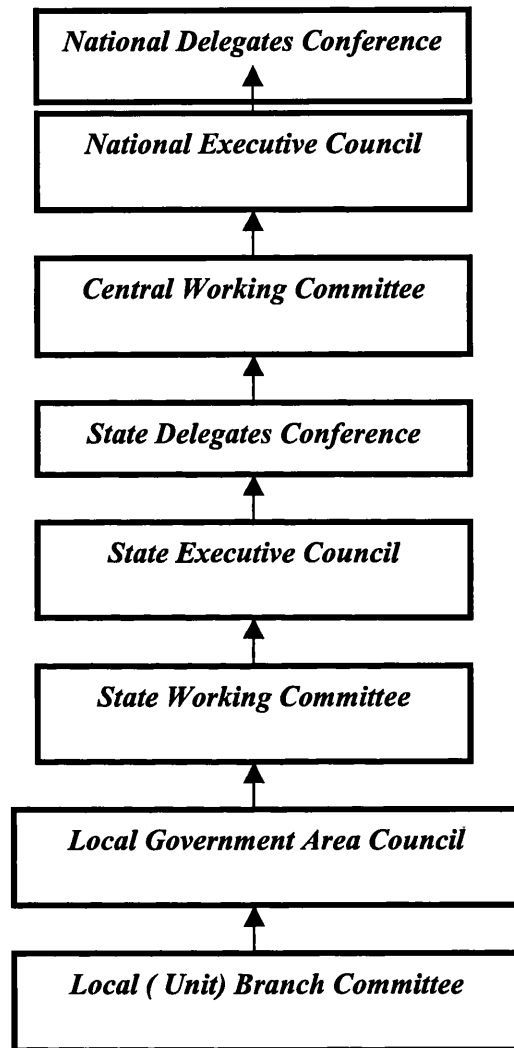 National Delegates Conference
National Executive Council
Central Working Committee
State Delegates Conference
State Executive Council
State Working Committee
Local Government Area Council
Local ( Unit) Branch Committee